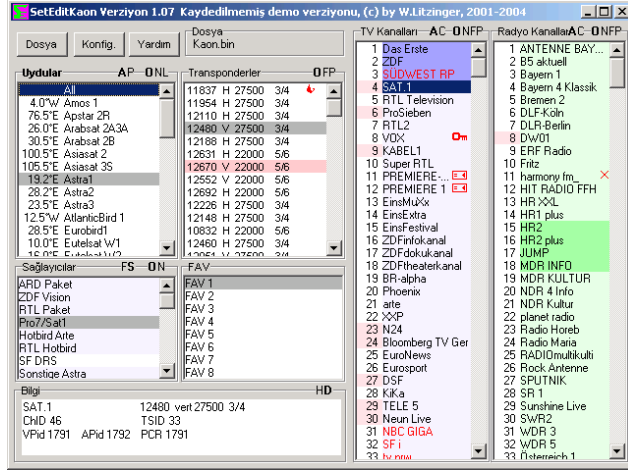 SetEditKaon Verziyon 1.07 Kaydedilmemiş demo verziyonu, (c) by W.Litzinger, 2001-2004
Dosya Konfig. Yardım
Dosya
Kaon.bin
Uydular AP ONL
All
4.0°W Amos 1
76.5°E Apstar 2R
26.0°E Arabsat 2A3A
30.5°E Arabsat 2B
100.5°E Asiasat 2
105.5°E Asiasat 3S
19.2°E Astra1
28.2°E Astra2
23.5°E Astra3
12.5°W AtlanticBird 1
28.5°E Eurobird1
10.0°E Eutelsat W1
16.0°E Eutelsat W2
Transponderler OFP
11837 H 27500 3/4
11954 H 27500 3/4
12110 H 27500 3/4
12480 V 27500 3/4
12188 H 27500 3/4
12631 H 22000 5/6
12670 V 22000 5/6
12552 V 22000 5/6
12692 H 22000 5/6
12226 H 27500 3/4
12148 H 27500 3/4
10832 H 22000 5/6
12460 H 27500 3/4
12051 V 27500 3/4
Sağlayıcılar FS ON
ARD Paket
ZDF Vision
RTL Paket
Pro7/Sat1
Hotbird Arte
RTL Hotbird
SF DRS
Sonstige Astra
FAV
FAV 1
FAV 2
FAV 3
FAV 4
FAV 5
FAV 6
FAV 7
FAV 8
Bilgi HD
SAT.1 12480 vert 27500 3/4
ChID 46 TSID 33
VPid 1791 APid 1792 PCR 1791
TV Kanalları AC ONFP
1 Das Erste
2 ZDF
3 SÜDWEST RP
4 SAT.1
5 RTL Television
6 ProSieben
7 RTL2
8 VOX
9 KABEL1
10 Super RTL
11 PREMIERE-...
12 PREMIERE 1
13 EinsMuXx
14 EinsExtra
15 EinsFestival
16 ZDFinfokanal
17 ZDFdokukanal
18 ZDFtheaterkanal
19 BR-alpha
20 Phoenix
21 arte
22 XXP
23 N24
24 Bloomberg TV Ger
25 EuroNews
26 Eurosport
27 DSF
28 KiKa
29 TELE 5
30 Neun Live
31 NBC GIGA
32 SF i
33 tv.nrw
Radyo Kanallar AC ONFP
1 ANTENNE BAY...
2 B5 aktuell
3 Bayern 1
4 Bayern 4 Klassik
5 Bremen 2
6 DLF-Köln
7 DLR-Berlin
8 DW01
9 ERF Radio
10 Fritz
11 harmony fm_
12 HIT RADIO FFH
13 HR XXL
14 HR1 plus
15 HR2
16 HR2 plus
17 JUMP
18 MDR INFO
19 MDR KULTUR
20 NDR 4 Info
21 NDR Kultur
22 planet radio
23 Radio Horeb
24 Radio Maria
25 RADIOmultikulti
26 Rock Antenne
27 SPUTNIK
28 SR 1
29 Sunshine Live
30 SWR2
31 WDR 3
32 WDR 5
33 Österreich 1